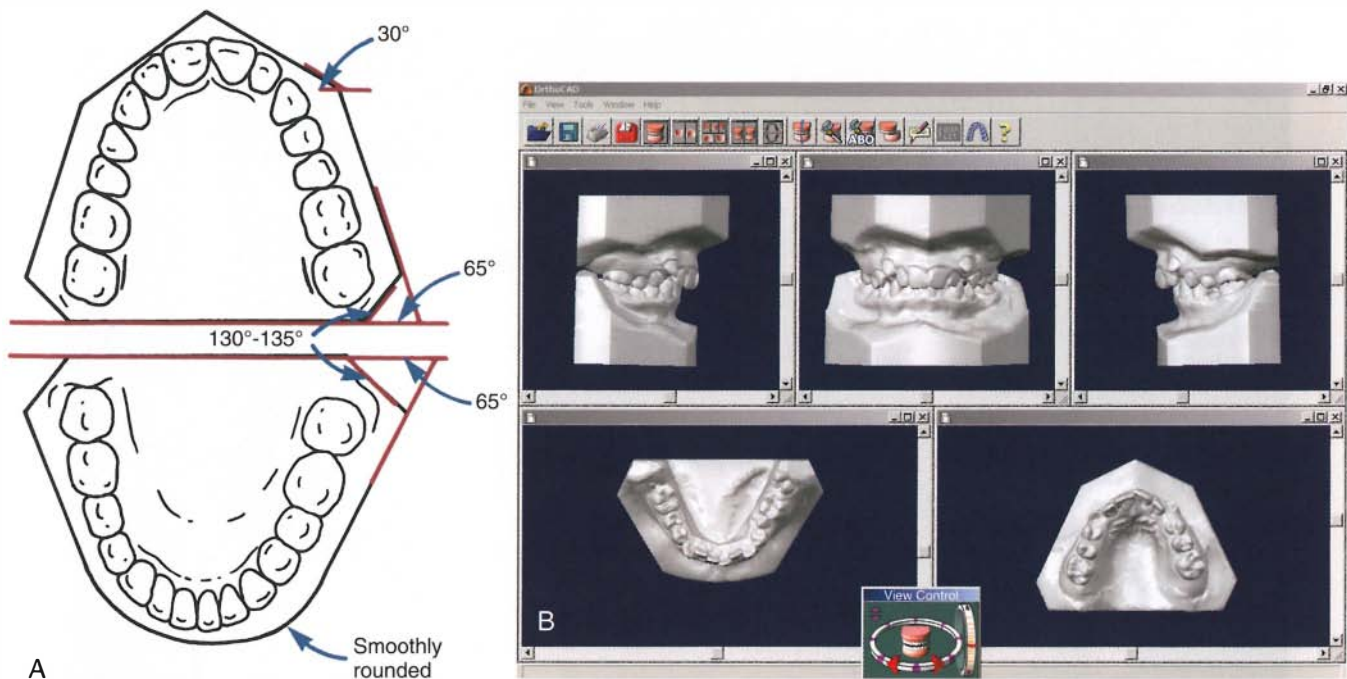 30°
65°
130°-135°
65°
Smoothly
rounded
A
OrthoCAD
File View Tools Window Help
ABO
?
B
View Control